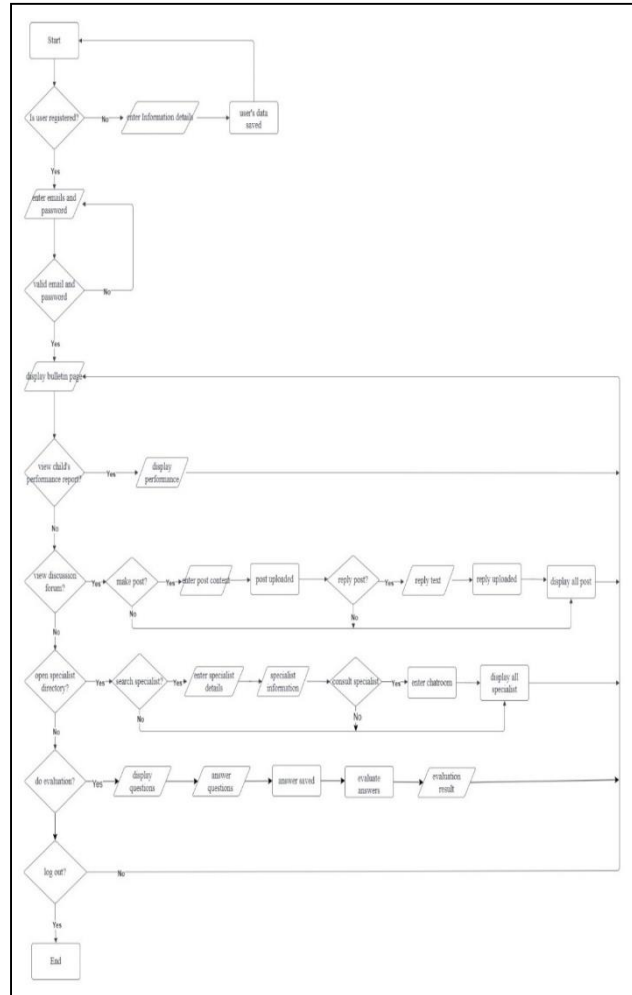 Start
Is user registered?
No
enter Information details
user's data
saved
Yes
enter emails and
password
valid email and
password
No
Yes
display bulletin page
view child's
performance report?
Yes
display
performance
No
view discussion
forum?
Yes
make post?
Yes
enter post content
post uploaded
reply post?
Yes
reply text
reply uploaded
display all post
No
No
No
open specialist
directory?
Yes
search specialist?
Yes
enter specialist
details
specialist
information
consult specialist
Yes
enter chatroom
display all
specialist
No
No
No
do evaluation?
Yes
display
questions
answer
questions
answer saved
evaluate
answers
evaluation
result
log out?
No
Yes
End